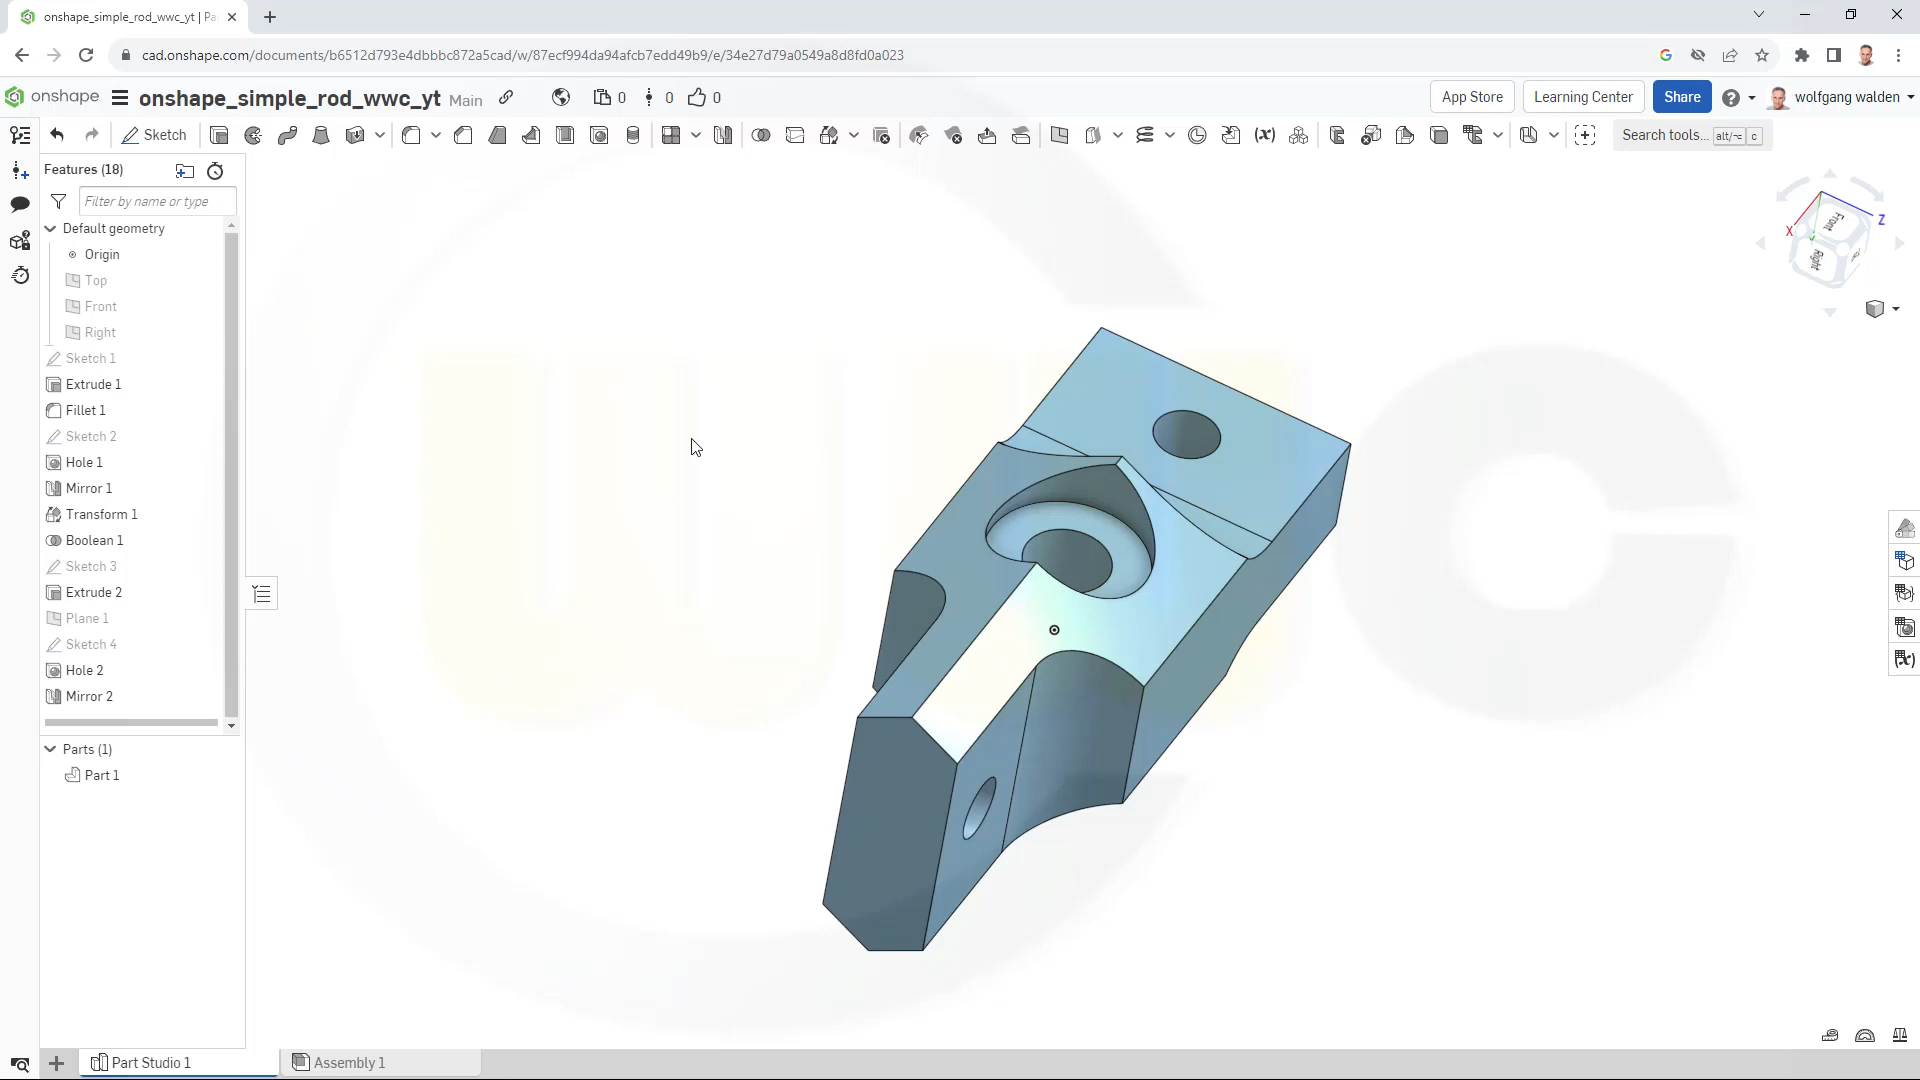 onshape_simple_rod_wwc_yt | Pa
cad.onshape.com/documents/b6512d793e4dbbbc872a5cad/w/87ecf994da94afcb7edd49b9/e/34e27d79a0549a8d8fd0a023
onshape onshape_simple_rod_wwc_yt Main 0 0 0 App Store Learning Center Share wolfgang walden
Sketch Search tools... alt/⌥ c
Features (18)
Filter by name or type
Default geometry
Origin
Top
Front
Right
Sketch 1
Extrude 1
Fillet 1
Sketch 2
Hole 1
Mirror 1
Transform 1
Boolean 1
Sketch 3
Extrude 2
Plane 1
Sketch 4
Hole 2
Mirror 2
Parts (1)
Part 1
X Z
Front
Right
WWC
Part Studio 1 Assembly 1